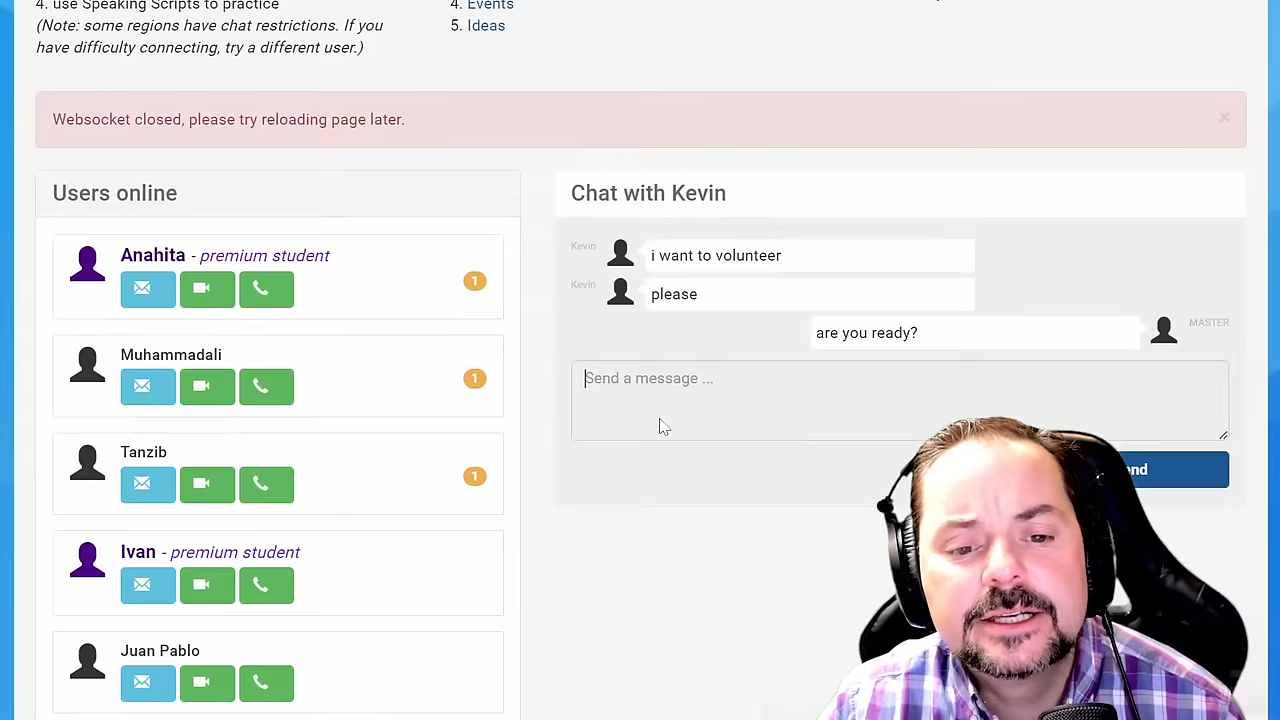 4. use Speaking Scripts to practice
(Note: some regions have chat restrictions. If you
have difficulty connecting, try a different user.)
4. Events
5. Ideas
Websocket closed, please try reloading page later.
×
Users online
Anahita - premium student
1
Muhammadali
1
Tanzib
1
Ivan - premium student
Juan Pablo
Chat with Kevin
Kevin
i want to volunteer
Kevin
please
are you ready?
MASTER
Send a message ...